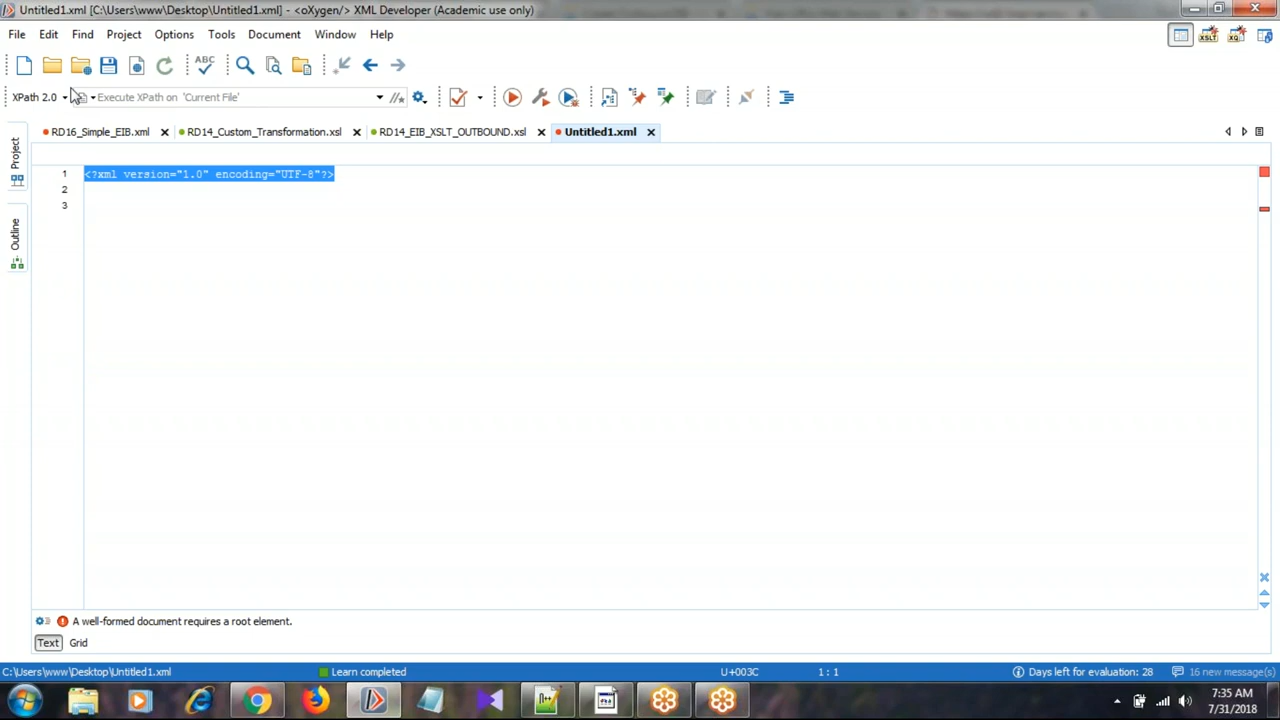 Untitled1.xml [C:\Users\www\Desktop\Untitled1.xml] - <oXygen/> XML Developer (Academic use only)
File Edit Find Project Options Tools Document Window Help
XSLT XQ
ABC
XPath 2.0 Execute XPath on 'Current File'
RD16_Simple_EIB.xml RD14_Custom_Transformation.xsl RD14_EIB_XSLT_OUTBOUND.xsl Untitled1.xml
Project
Outline
1 <?xml version="1.0" encoding="UTF-8"?>
2
3
A well-formed document requires a root element.
Text Grid
C:\Users\www\Desktop\Untitled1.xml Learn completed U+003C 1 : 1 Days left for evaluation: 28 16 new message(s)
7:35 AM
7/31/2018